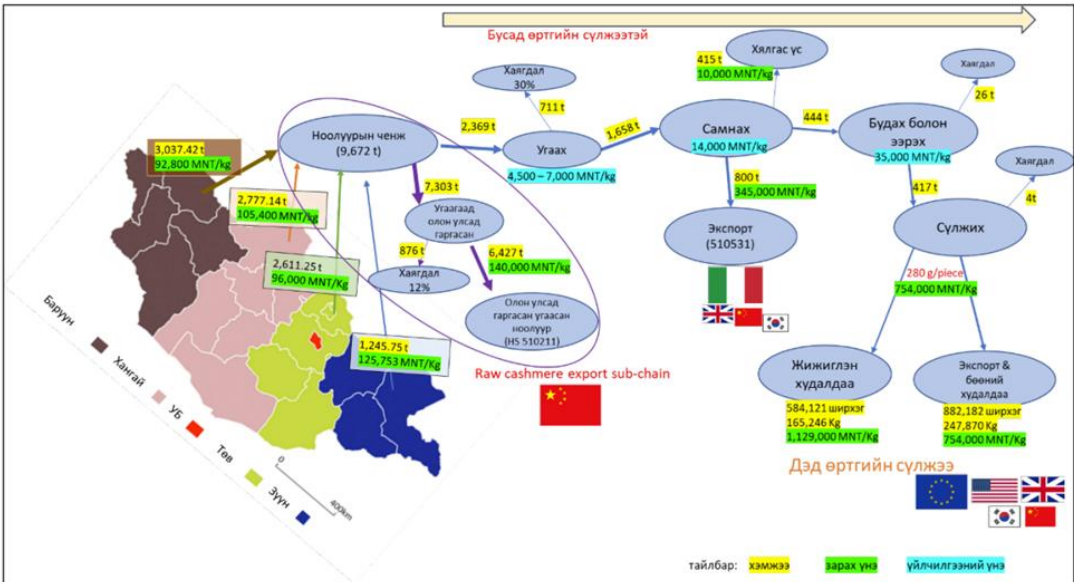 Бусад өртгийн сүлжээтэй
3,037.42 t
92,800 MNT/kg
2,777.14 t
105,400 MNT/kg
2,611.25 t
96,000 MNT/Kg
1,245.75 t
125,753 MNT/Kg
Баруун
Хангай
УБ
Төв
Зүүн
0
400km
Ноолуурын ченж
(9,672 t)
2,369 t
7,303 t
Угаагаад
олон улсад
гаргасан
876 t
Хаягдал
12%
6,427 t
140,000 MNT/kg
Олон улсад
гаргасан угаасан
ноолуур
(HS 510211)
Raw cashmere export sub-chain
Хаягдал
30%
711 t
Угаах
4,500 – 7,000 MNT/kg
1,658 t
Хялгас үс
415 t
10,000 MNT/kg
Самнах
14,000 MNT/kg
800 t
345,000 MNT/kg
Экспорт
(510531)
444 t
Хаягдал
26 t
Будах болон
ээрэх
35,000 MNT/kg
417 t
Хаягдал
4t
Сүлжих
280 g/piece
754,000 MNT/Kg
Жижиглэн
худалдаа
584,121 ширхэг
165,246 Kg
1,129,000 MNT/Kg
Экспорт &
бөөний
худалдаа
882,182 ширхэг
247,870 Kg
754,000 MNT/Kg
Дэд өртгийн сүлжээ
тайлбар: хэмжээ зарах үнэ үйлчилгээний үнэ